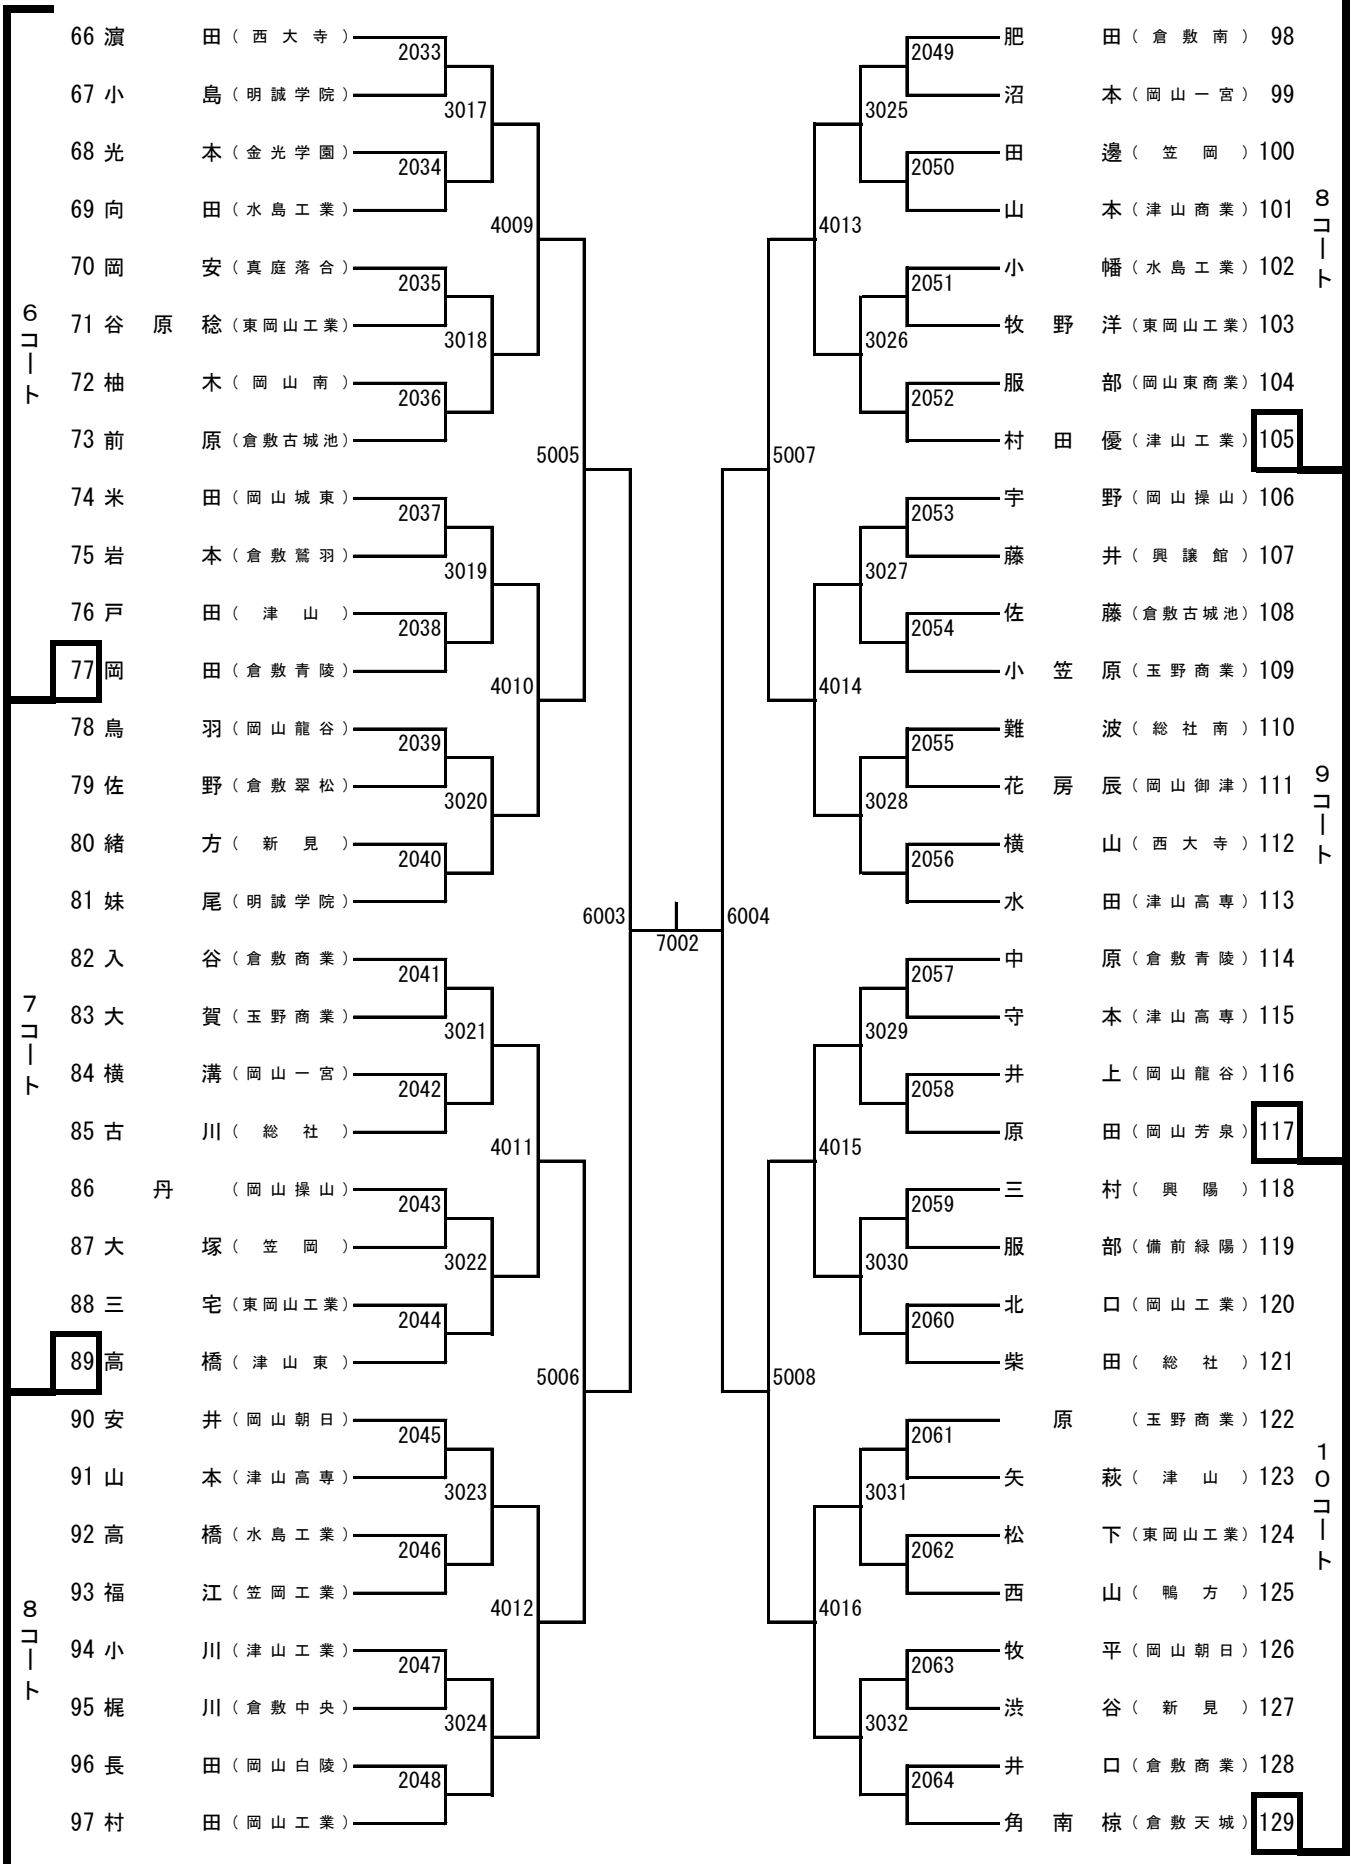 66 濵 田 ( 西 大 寺 )
2033
67 小 島 ( 明 誠 学 院 )
3017
68 光 本 ( 金 光 学 園 )
2034
69 向 田 ( 水 島 工 業 )
4009
70 岡 安 ( 真 庭 落 合 )
2035
71 谷 原 稔 (東岡山工業)
3018
72 柚 木 ( 岡 山 南 )
2036
73 前 原 (倉敷古城池)
5005
74 米 田 ( 岡 山 城 東 )
2037
75 岩 本 ( 倉 敷 鷲 羽 )
3019
76 戸 田 ( 津 山 )
2038
77 岡 田 ( 倉 敷 青 陵 )
4010
78 鳥 羽 ( 岡 山 龍 谷 )
2039
79 佐 野 ( 倉 敷 翠 松 )
3020
80 緒 方 ( 新 見 )
2040
81 妹 尾 ( 明 誠 学 院 )
6003
82 入 谷 ( 倉 敷 商 業 )
2041
83 大 賀 ( 玉 野 商 業 )
3021
84 横 溝 ( 岡 山 一 宮 )
2042
85 古 川 ( 総 社 )
4011
86 丹 ( 岡 山 操 山 )
2043
87 大 塚 ( 笠 岡 )
3022
88 三 宅 (東岡山工業)
2044
89 高 橋 ( 津 山 東 )
5006
90 安 井 ( 岡 山 朝 日 )
2045
91 山 本 ( 津 山 高 専 )
3023
92 高 橋 ( 水 島 工 業 )
2046
93 福 江 ( 笠 岡 工 業 )
4012
94 小 川 ( 津 山 工 業 )
2047
95 梶 川 ( 倉 敷 中 央 )
3024
96 長 田 ( 岡 山 白 陵 )
2048
97 村 田 ( 岡 山 工 業 )
6コート
7コート
8コート
7002
肥 田 ( 倉 敷 南 ) 98
2049
沼 本 ( 岡 山 一 宮 ) 99
3025
田 邊 ( 笠 岡 ) 100
2050
山 本 ( 津 山 商 業 ) 101
4013
小 幡 ( 水 島 工 業 ) 102
2051
牧 野 洋 (東岡山工業) 103
3026
服 部 (岡山東商業) 104
2052
村 田 優 ( 津 山 工 業 ) 105
5007
宇 野 ( 岡 山 操 山 ) 106
2053
藤 井 ( 興 譲 館 ) 107
3027
佐 藤 (倉敷古城池) 108
2054
小 笠 原 ( 玉 野 商 業 ) 109
4014
難 波 ( 総 社 南 ) 110
2055
花 房 辰 ( 岡 山 御 津 ) 111
3028
横 山 ( 西 大 寺 ) 112
2056
水 田 ( 津 山 高 専 ) 113
6004
中 原 ( 倉 敷 青 陵 ) 114
2057
守 本 ( 津 山 高 専 ) 115
3029
井 上 ( 岡 山 龍 谷 ) 116
2058
原 田 ( 岡 山 芳 泉 ) 117
4015
三 村 ( 興 陽 ) 118
2059
服 部 ( 備 前 緑 陽 ) 119
3030
北 口 ( 岡 山 工 業 ) 120
2060
柴 田 ( 総 社 ) 121
5008
原 ( 玉 野 商 業 ) 122
2061
矢 萩 ( 津 山 ) 123
3031
松 下 (東岡山工業) 124
2062
西 山 ( 鴨 方 ) 125
4016
牧 平 ( 岡 山 朝 日 ) 126
2063
渋 谷 ( 新 見 ) 127
3032
井 口 ( 倉 敷 商 業 ) 128
2064
角 南 椋 ( 倉 敷 天 城 ) 129
8コート
9コート
10コート